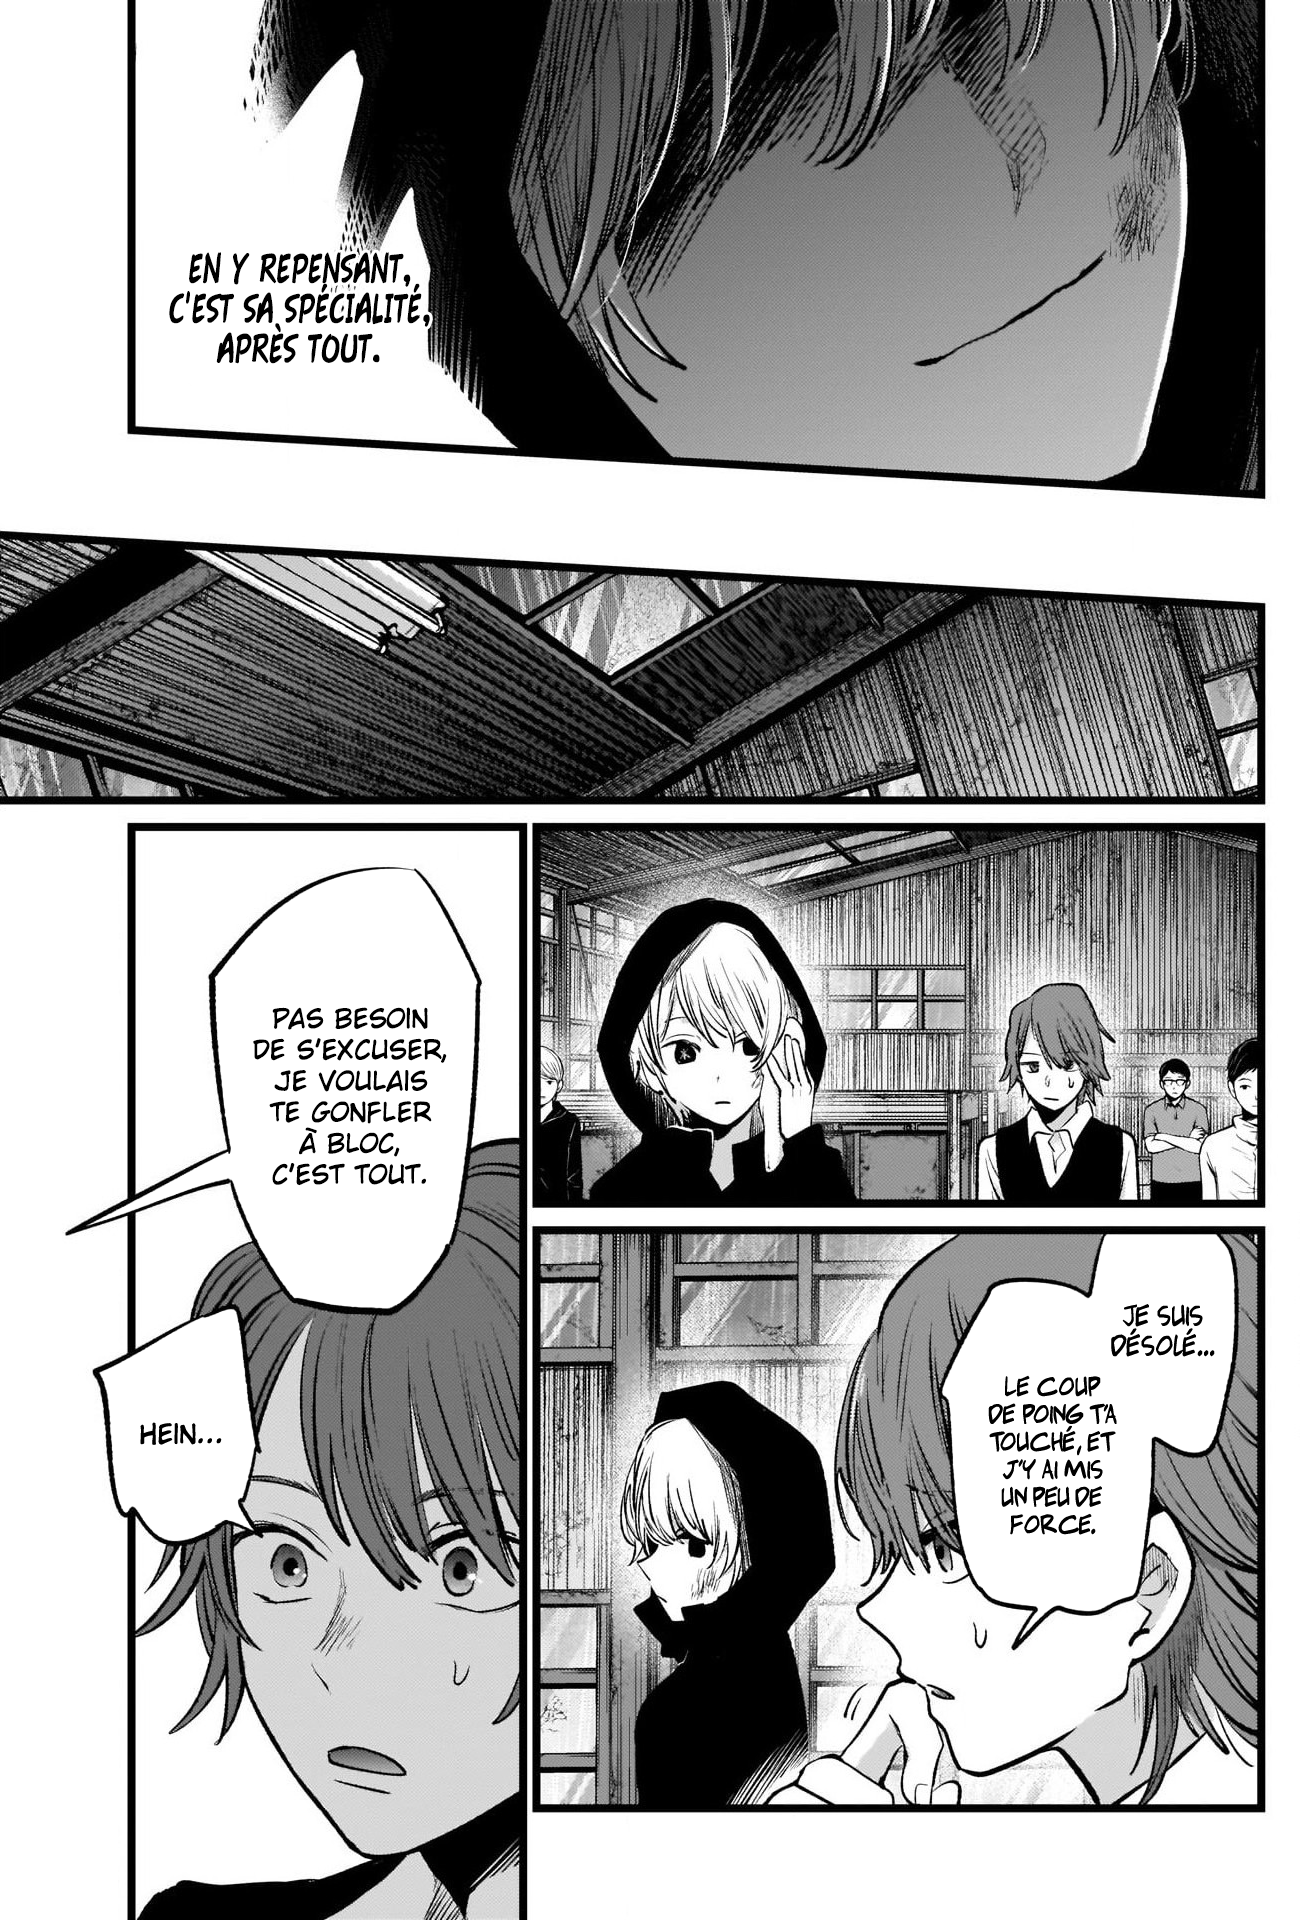 EN Y REPENSANT,
C'EST SA SPÉCIALITÉ,
APRÈS TOUT.
JE SUIS
DÉSOLÉ...
LE COUP
DE POING T'A
TOUCHÉ, ET
J'Y AI MIS
UN PEU DE
FORCE.
PAS BESOIN
DE S'EXCUSER,
JE VOULAIS
TE GONFLER
À BLOC,
C'EST TOUT.
HEIN...